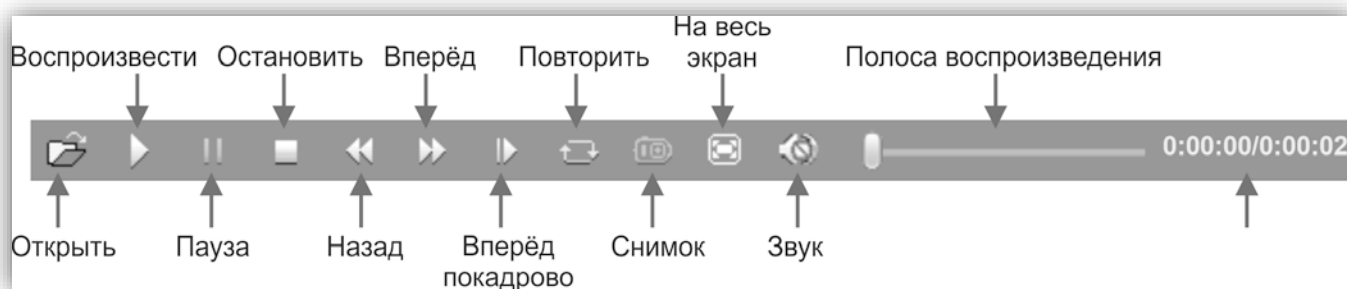 На весь
экран
Воспроизвести Остановить Вперёд Повторить Полоса воспроизведения
0:00:00/0:00:02
Открыть Пауза Назад Вперёд Снимок Звук
покадрово